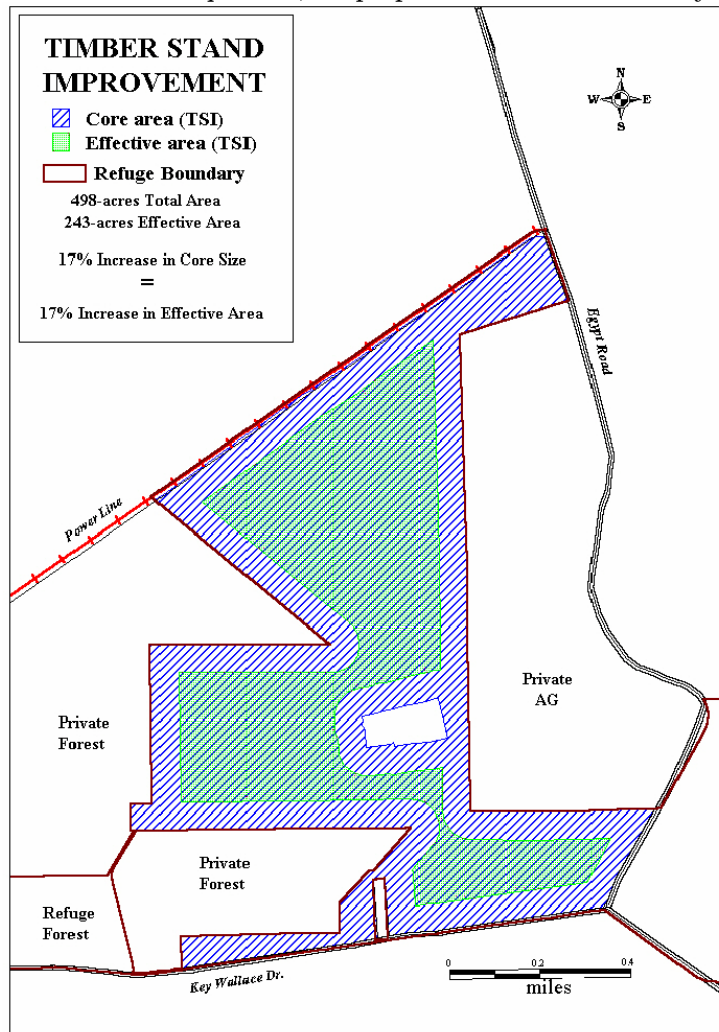 TIMBER STAND
IMPROVEMENT
Core area (TSI)
Effective area (TSI)
Refuge Boundary
498-acres Total Area
243-acres Effective Area
17% Increase in Core Size
=
17% Increase in Effective Area
N
W E
S
Egypt Road
Power Line
Private
AG
Private
Forest
Private
Forest
Refuge
Forest
Key Wallace Dr.
0 0.2 0.4
miles